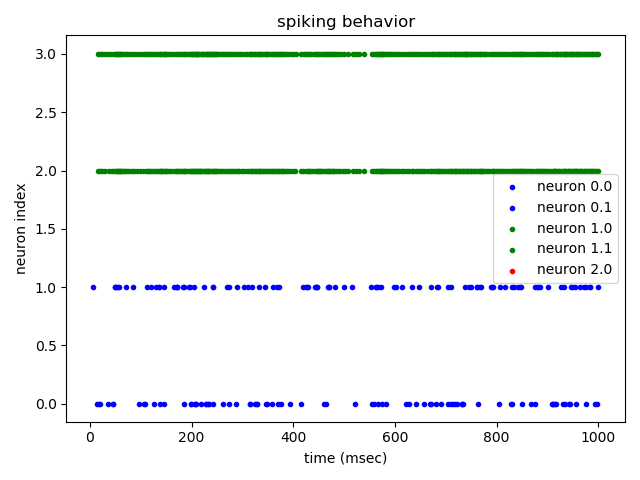 spiking behavior
3.0
2.5
2.0
1.5
1.0
0.5
0.0
neuron index
neuron 0.0
neuron 0.1
neuron 1.0
neuron 1.1
neuron 2.0
0 200 400 600 800 1000
time (msec)